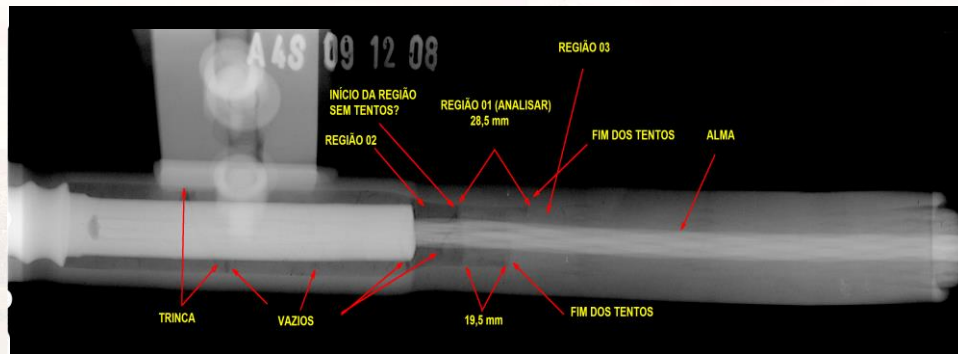 A4S 09 12 08
REGIÃO 03
INÍCIO DA REGIÃO
SEM TENTOS?
REGIÃO 01 (ANALISAR)
28,5 mm
REGIÃO 02
FIM DOS TENTOS
ALMA
TRINCA
VAZIOS
19,5 mm
FIM DOS TENTOS